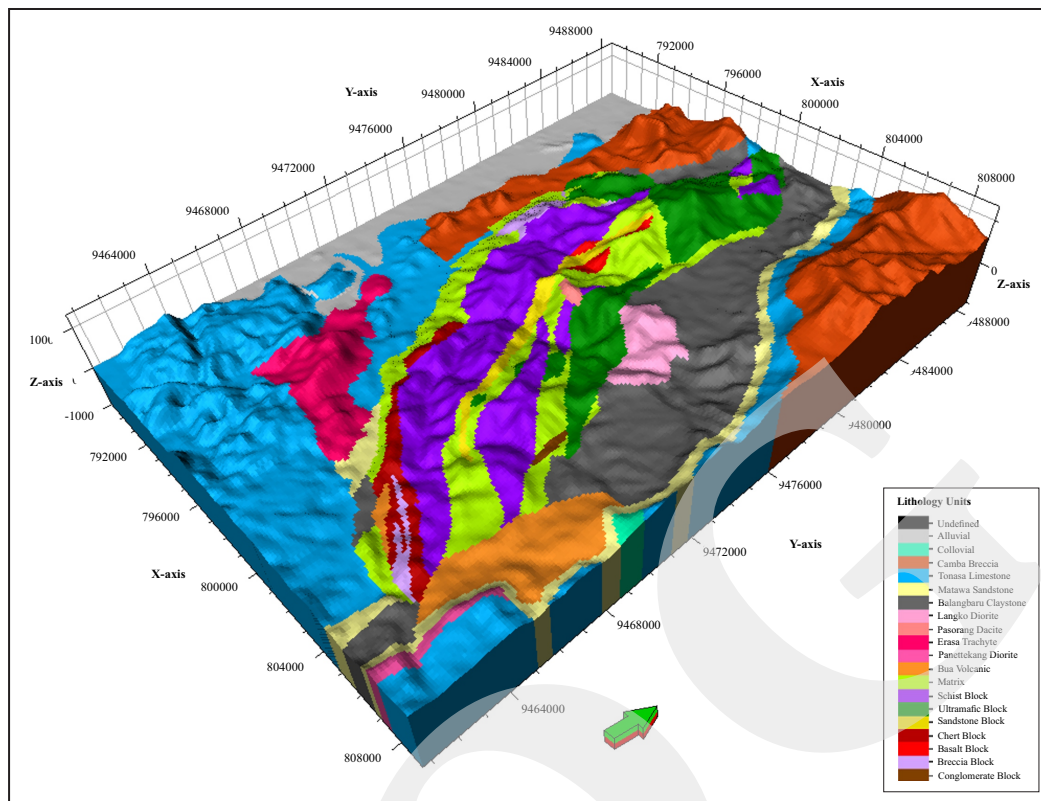 9488000
792000
9484000
796000
X-axis
Y-axis
9480000
800000
9476000
804000
9472000
808000
9468000
9464000
0
Z-axis
100
9488000
Z-axis
-1000
9484000
792000
9480000
796000
9476000
Y-axis
9472000
X-axis
800000
9468000
804000
9464000
808000
Lithology Units
Undefined
Alluvial
Collovial
Camba Breccia
Tonasa Limestone
Matawa Sandstone
Balangbaru Claystone
Langko Diorite
Pasorang Dacite
Erasa Trachyte
Panettekang Diorite
Bua Volcanic
Matrix
Schist Block
Ultramafic Block
Sandstone Block
Chert Block
Basalt Block
Breccia Block
Conglomerate Block